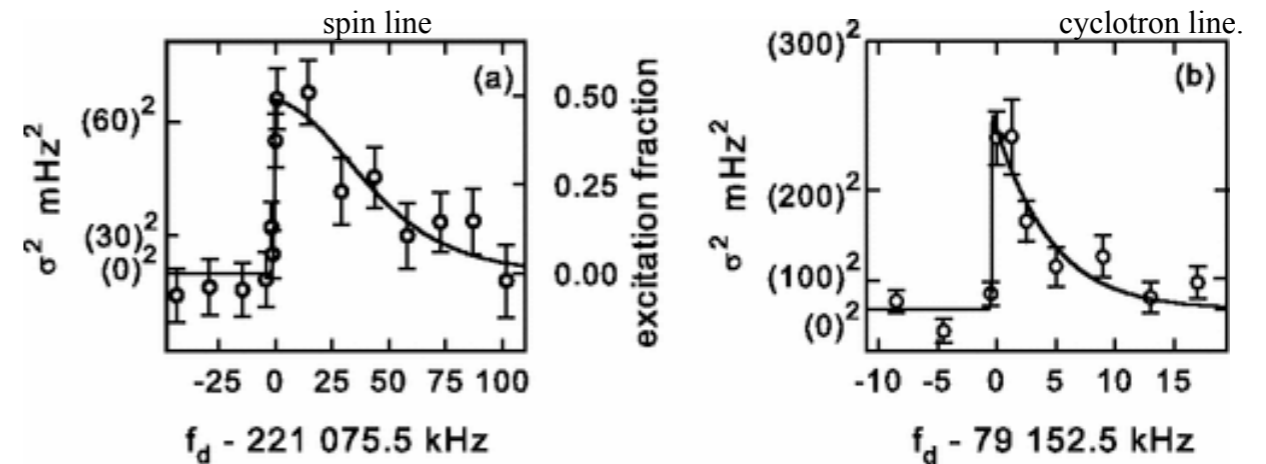 spin line
cyclotron line.
(a)
σ² mHz²
(60)²
(30)²
(0)²
0.50
0.25
0.00
excitation fraction
-25 0 25 50 75 100
f_d - 221 075.5 kHz
(b)
σ² mHz²
(300)²
(200)²
(100)²
(0)²
-10 -5 0 5 10 15
f_d - 79 152.5 kHz